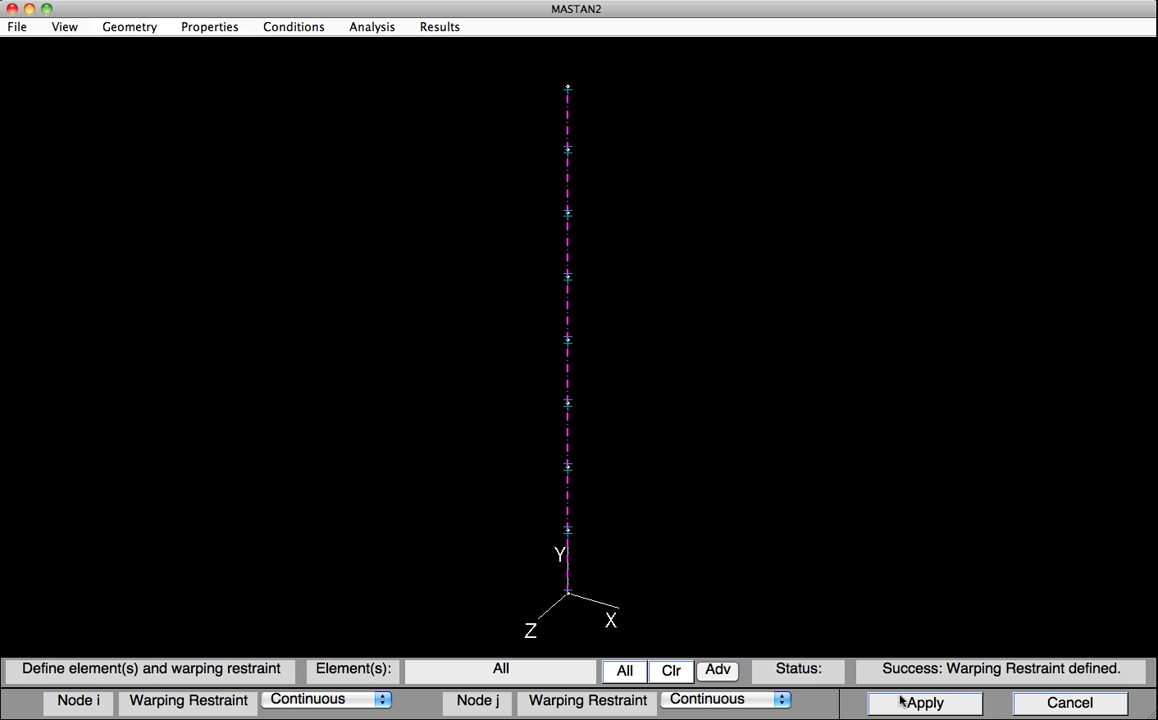 MASTAN2
File View Geometry Properties Conditions Analysis Results
Y
X
Z
Define element(s) and warping restraint Element(s): All All Clr Adv Status: Success: Warping Restraint defined.
Node i Warping Restraint Continuous Node j Warping Restraint Continuous Apply Cancel